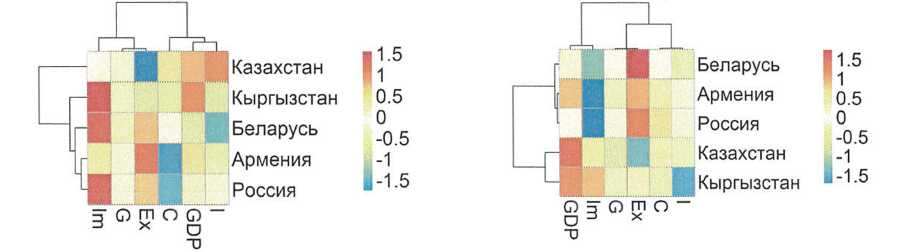 Казахстан
Кыргызстан
Беларусь
Армения
Россия
Im G Ex C GDP I
1.5
1
0.5
0
-0.5
-1
-1.5
Беларусь
Армения
Россия
Казахстан
Кыргызстан
GDP Im G Ex C I
1.5
1
0.5
0
-0.5
-1
-1.5